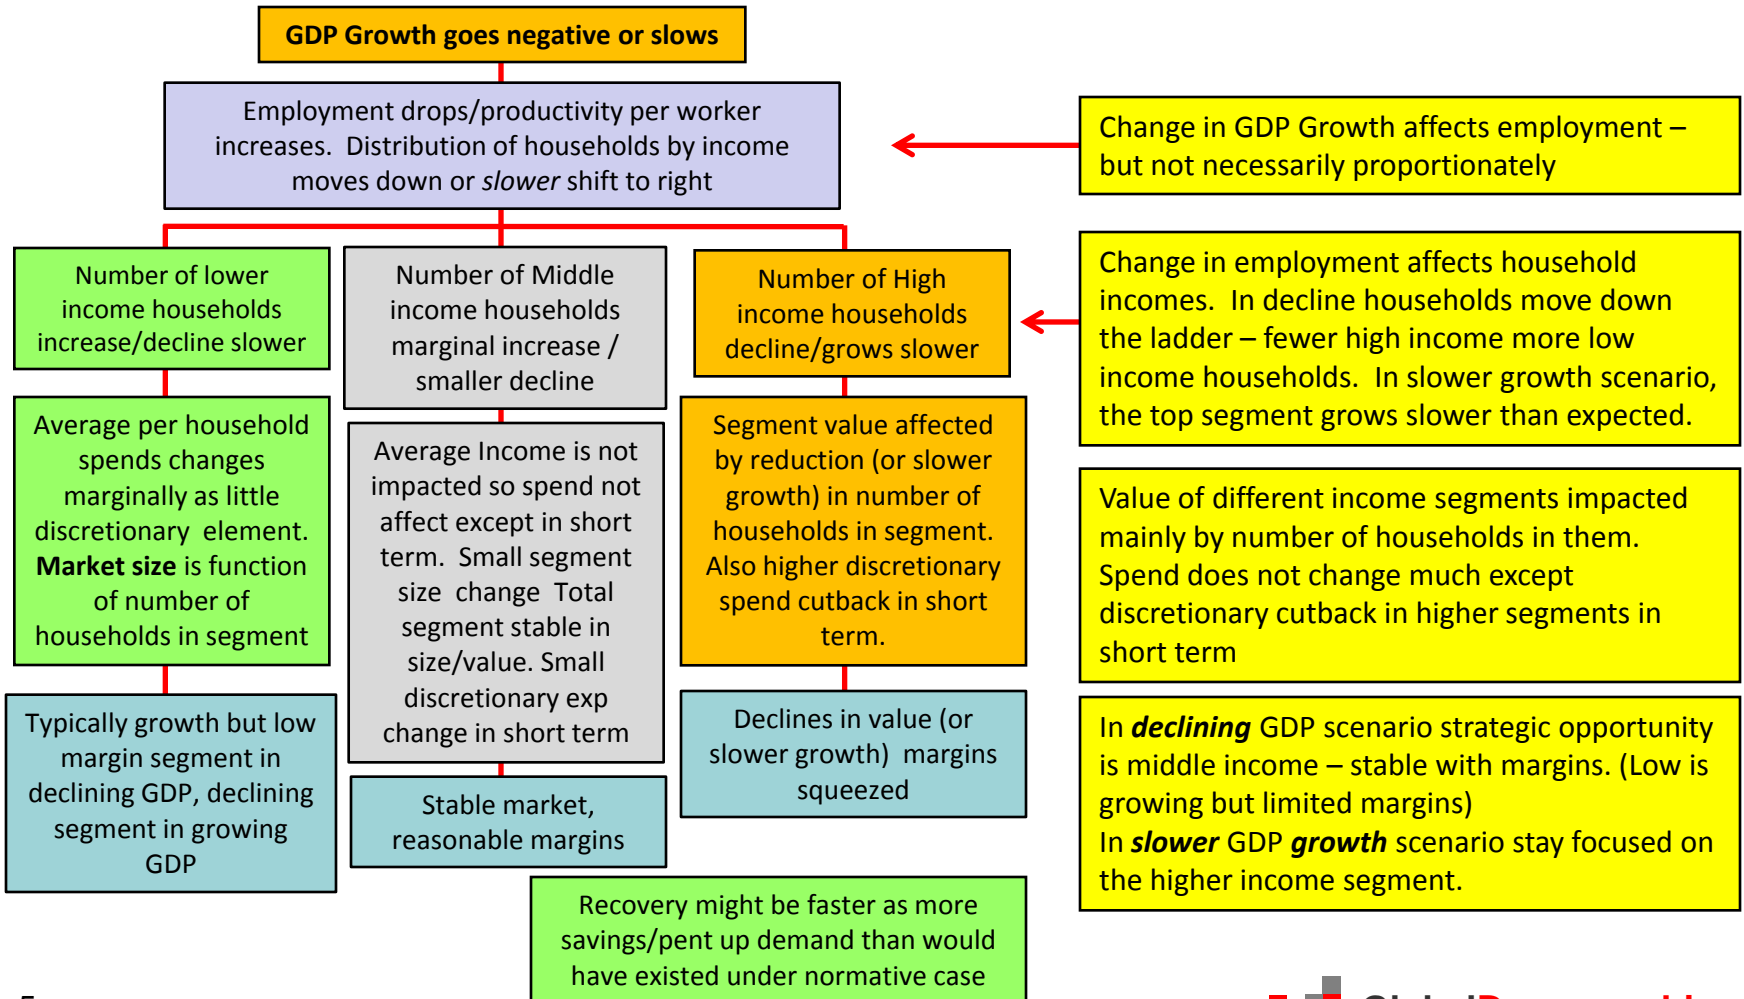 GDP Growth goes negative or slows
Employment drops/productivity per worker
increases. Distribution of households by income
moves down or slower shift to right
Change in GDP Growth affects employment –
but not necessarily proportionately
Number of lower
income households
increase/decline slower
Number of Middle
income households
marginal increase /
smaller decline
Number of High
income households
decline/grows slower
Change in employment affects household
incomes. In decline households move down
the ladder – fewer high income more low
income households. In slower growth scenario,
the top segment grows slower than expected.
Average per household
spends changes
marginally as little
discretionary element.
Market size is function
of number of
households in segment
Average Income is not
impacted so spend not
affect except in short
term. Small segment
size change Total
segment stable in
size/value. Small
discretionary exp
change in short term
Segment value affected
by reduction (or slower
growth) in number of
households in segment.
Also higher discretionary
spend cutback in short
term.
Value of different income segments impacted
mainly by number of households in them.
Spend does not change much except
discretionary cutback in higher segments in
short term
Typically growth but low
margin segment in
declining GDP, declining
segment in growing
GDP
Stable market,
reasonable margins
Declines in value (or
slower growth) margins
squeezed
In declining GDP scenario strategic opportunity
is middle income – stable with margins. (Low is
growing but limited margins)
In slower GDP growth scenario stay focused on
the higher income segment.
Recovery might be faster as more
savings/pent up demand than would
have existed under normative case